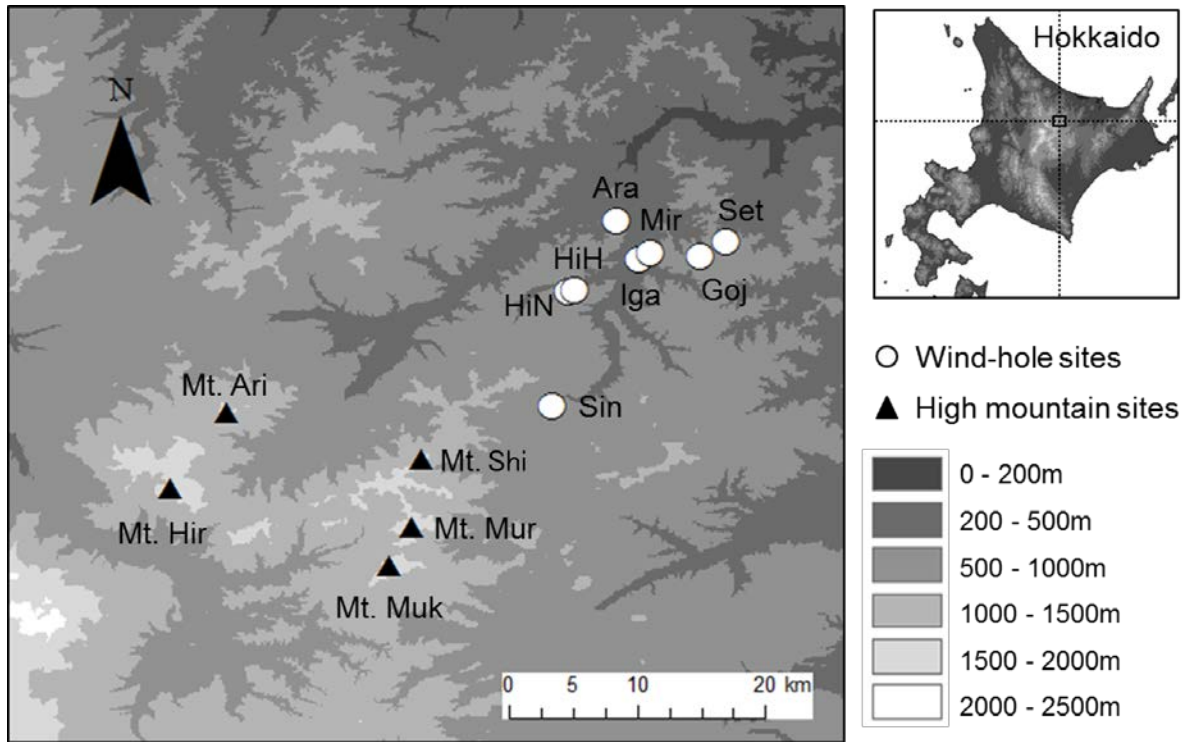 N
Ara
Mir
Set
HiH
HiN
Iga
Goj
Mt. Ari
Sin
Mt. Shi
Mt. Hir
Mt. Mur
Mt. Muk
0 5 10 20 km
Hokkaido
Wind-hole sites
High mountain sites
0 - 200m
200 - 500m
500 - 1000m
1000 - 1500m
1500 - 2000m
2000 - 2500m